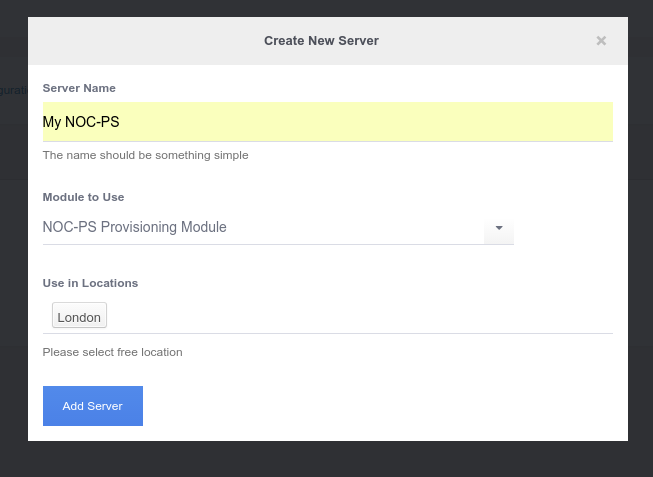 Create New Server
Server Name
My NOC-PS
The name should be something simple
Module to Use
NOC-PS Provisioning Module
Use in Locations
London
Please select free location
Add Server